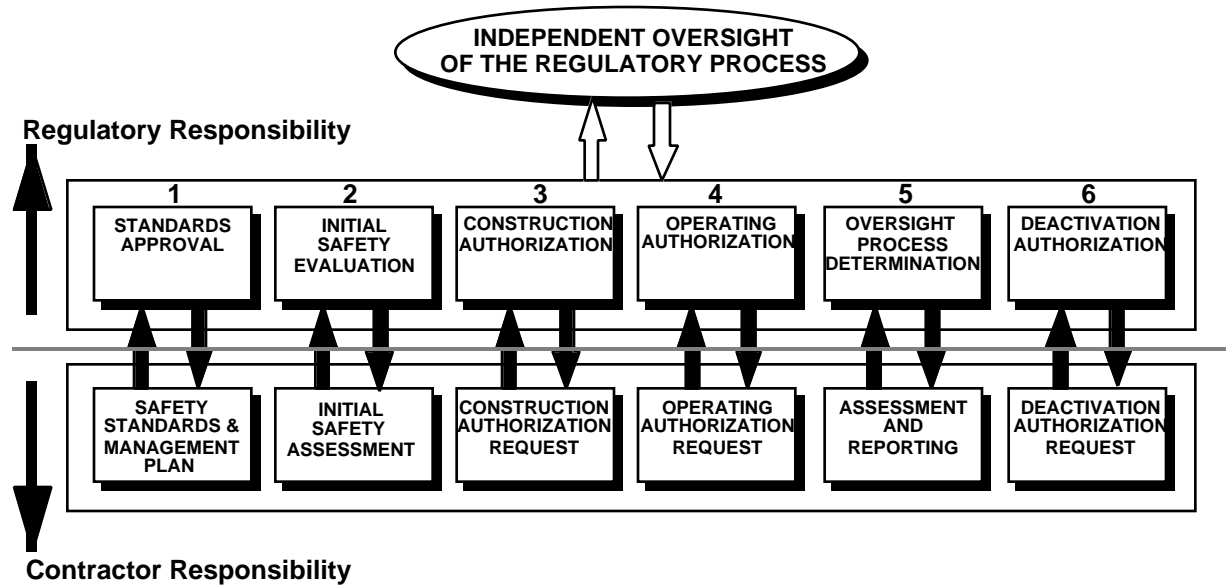 INDEPENDENT OVERSIGHT
OF THE REGULATORY PROCESS
Regulatory Responsibility
1
STANDARDS
APPROVAL
2
INITIAL
SAFETY
EVALUATION
3
CONSTRUCTION
AUTHORIZATION
4
OPERATING
AUTHORIZATION
5
OVERSIGHT
PROCESS
DETERMINATION
6
DEACTIVATION
AUTHORIZATION
SAFETY
STANDARDS &
MANAGEMENT
PLAN
INITIAL
SAFETY
ASSESSMENT
CONSTRUCTION
AUTHORIZATION
REQUEST
OPERATING
AUTHORIZATION
REQUEST
ASSESSMENT
AND
REPORTING
DEACTIVATION
AUTHORIZATION
REQUEST
Contractor Responsibility